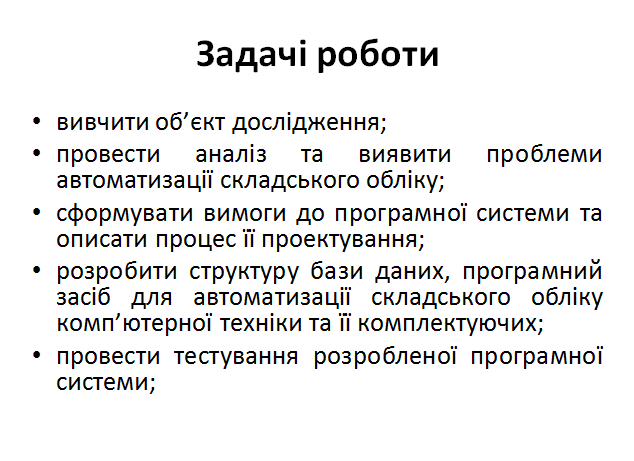 Задачі роботи
• вивчити об’єкт дослідження;
• провести аналіз та виявити проблеми
автоматизації складського обліку;
• сформувати вимоги до програмної системи та
описати процес її проектування;
• розробити структуру бази даних, програмний
засіб для автоматизації складського обліку
комп’ютерної техніки та її комплектуючих;
• провести тестування розробленої програмної
системи;